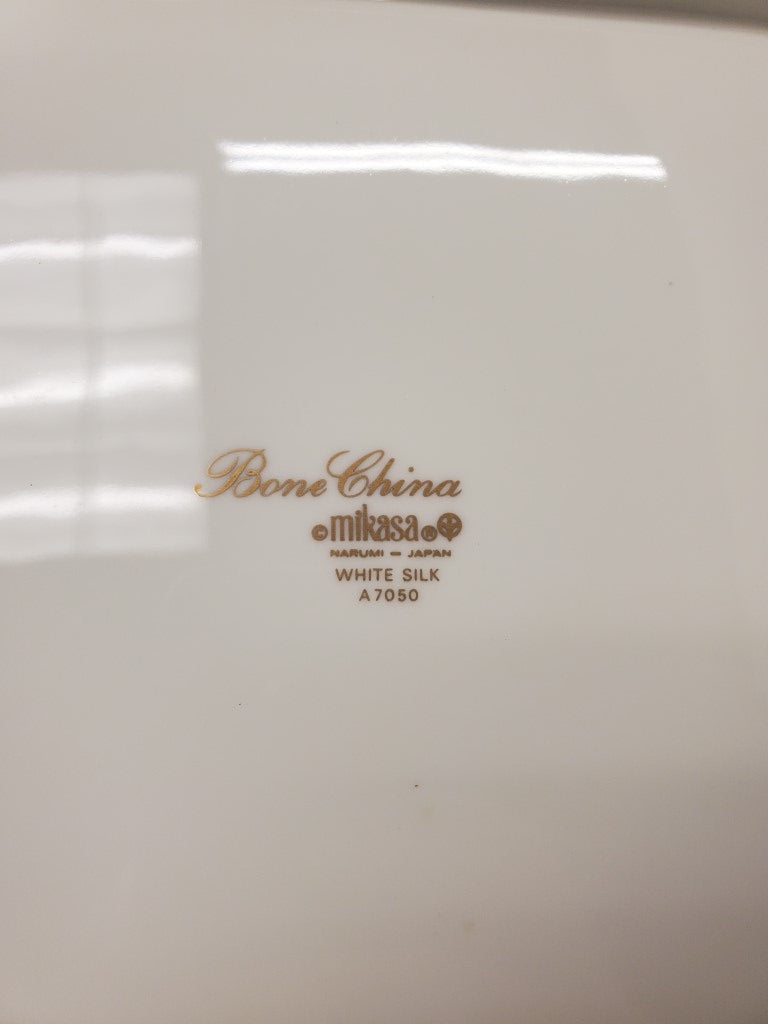 Bone China
©mikasa®
NARUMI - JAPAN
WHITE SILK
A7050